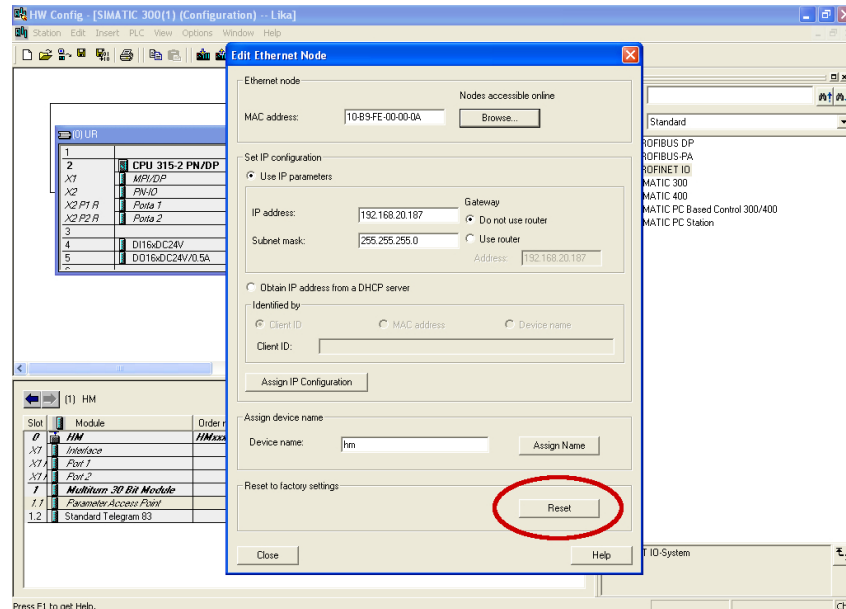 HW Config - [SIMATIC 300(1) (Configuration) -- Lika]
Station Edit Insert PLC View Options Window Help
Edit Ethernet Node
Ethernet node
Nodes accessible online
MAC address: 10-B9-FE-00-00-0A Browse...
Set IP configuration
Use IP parameters
IP address: 192.168.20.187
Subnet mask: 255.255.255.0
Gateway
Do not use router
Use router
Address: 192.168.20.187
Obtain IP address from a DHCP server
Identified by
Client ID MAC address Device name
Client ID:
Assign IP Configuration
Assign device name
Device name: hm Assign Name
Reset to factory settings
Reset
Close Help
(0) UR
1
2 CPU 315-2 PN/DP
X1 MPI/DP
X2 PN-IO
X2 P1 R Porta 1
X2 P2 R Porta 2
3
4 DI16xDC24V
5 DO16xDC24V/0.5A
Standard
ROFIBUS DP
ROFIBUS-PA
ROFINET IO
MATIC 300
MATIC 400
MATIC PC Based Control 300/400
MATIC PC Station
(1) HM
Slot Module Order
0 HM HMxxx
X1 Interface
X1 Port 1
X1 Port 2
1 Multiturn 30 Bit Module
1.1 Parameter Access Point
1.2 Standard Telegram 83
T IO-System
Press F1 to get Help.
Ch